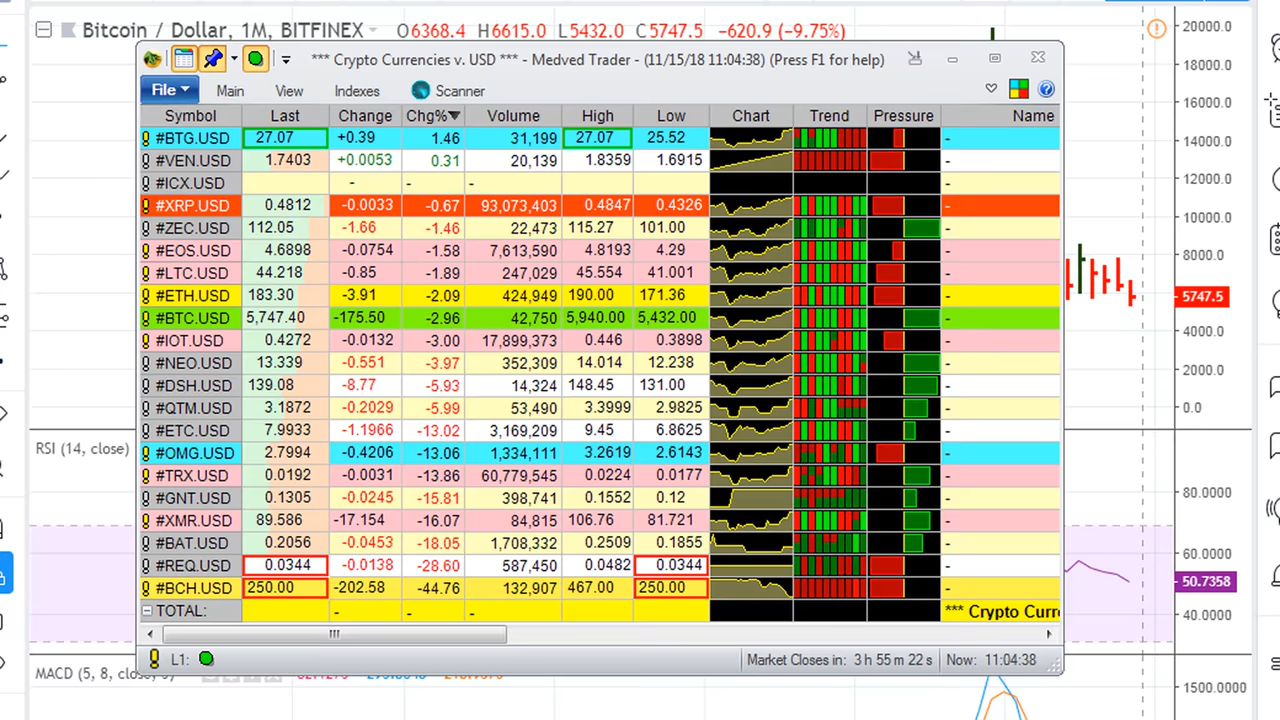 Bitcoin / Dollar, 1M, BITFINEX O6368.4 H6615.0 L5432.0 C5747.5 −620.9 (−9.75%)
*** Crypto Currencies v. USD *** - Medved Trader - (11/15/18 11:04:38) (Press F1 for help)
File Main View Indexes Scanner
Symbol Last Change Chg% Volume High Low Chart Trend Pressure Name
#BTG.USD 27.07 +0.39 1.46 31,199 27.07 25.52 -
#VEN.USD 1.7403 +0.0053 0.31 20,139 1.8359 1.6915 -
#ICX.USD - - - -
#XRP.USD 0.4812 -0.0033 -0.67 93,073,403 0.4847 0.4326 -
#ZEC.USD 112.05 -1.66 -1.46 22,473 115.27 101.00 -
#EOS.USD 4.6898 -0.0754 -1.58 7,613,590 4.8193 4.29 -
#LTC.USD 44.218 -0.85 -1.89 247,029 45.554 41.001 -
#ETH.USD 183.30 -3.91 -2.09 424,949 190.00 171.36 -
#BTC.USD 5,747.40 -175.50 -2.96 42,750 5,940.00 5,432.00 -
#IOT.USD 0.4272 -0.0132 -3.00 17,899,373 0.446 0.3898 -
#NEO.USD 13.339 -0.551 -3.97 352,309 14.014 12.238 -
#DSH.USD 139.08 -8.77 -5.93 14,324 148.45 131.00 -
#QTM.USD 3.1872 -0.2029 -5.99 53,490 3.3999 2.9825 -
#ETC.USD 7.9933 -1.1966 -13.02 3,169,209 9.45 6.8625 -
#OMG.USD 2.7994 -0.4206 -13.06 1,334,111 3.2619 2.6143 -
#TRX.USD 0.0192 -0.0031 -13.86 60,779,545 0.0224 0.0177 -
#GNT.USD 0.1305 -0.0245 -15.81 398,741 0.1552 0.12 -
#XMR.USD 89.586 -17.154 -16.07 84,815 106.76 81.721 -
#BAT.USD 0.2056 -0.0453 -18.05 1,708,332 0.2509 0.1855 -
#REQ.USD 0.0344 -0.0138 -28.60 587,450 0.0482 0.0344 -
#BCH.USD 250.00 -202.58 -44.76 132,907 467.00 250.00 -
TOTAL: - - - *** Crypto Curre
L1: Market Closes in: 3 h 55 m 22 s Now: 11:04:38
20000.0
18000.0
16000.0
14000.0
12000.0
10000.0
8000.0
5747.5
4000.0
2000.0
0.0
RSI (14, close)
80.0000
60.0000
50.7358
40.0000
MACD (5, 8, close,
1500.0000